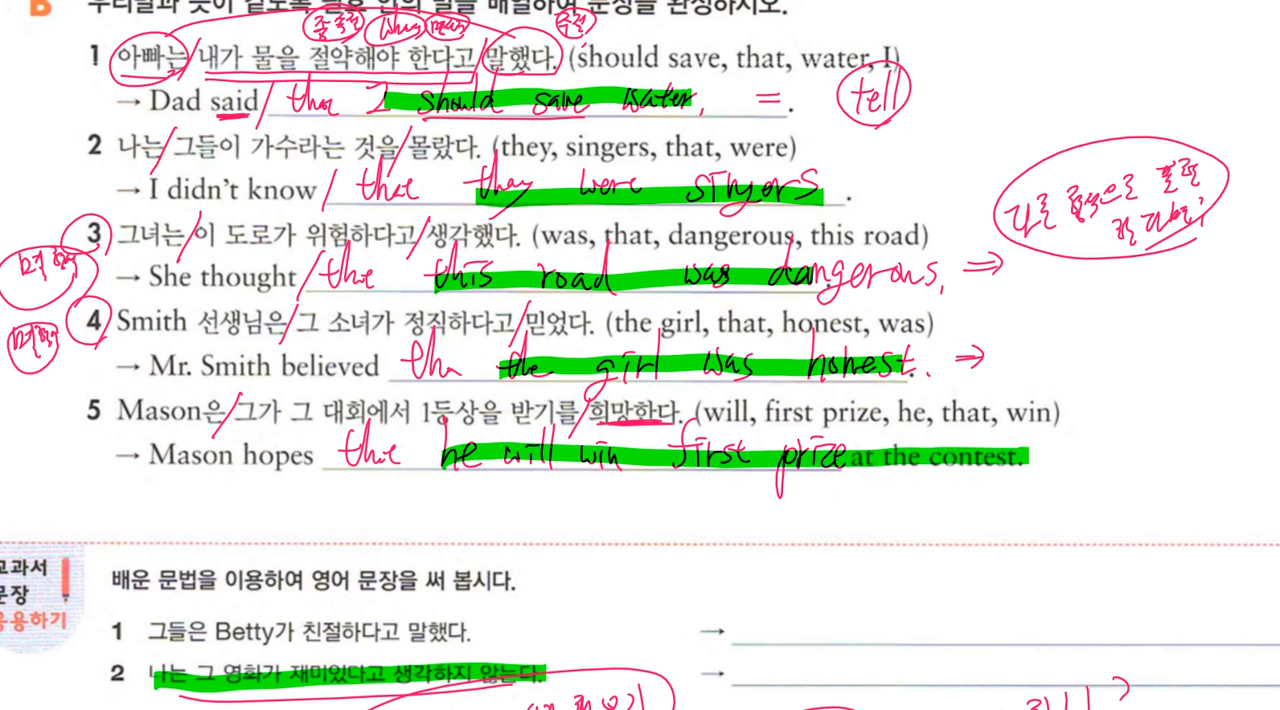 B 우리말과 뜻이 같도록 괄호 안의 말을 배열하여 문장을 완성하시오.
종속절 명사 주절
1 아빠는/ 내가 물을 절약해야 한다고/ 말했다. (should save, that, water, I)
→ Dad said/ that I should save water. = . tell
2 나는/ 그들이 가수라는 것을/ 몰랐다. (they, singers, that, were)
→ I didn't know/ that they were singers .
3 그녀는/ 이 도로가 위험하다고/ 생각했다. (was, that, dangerous, this road)
→ She thought/ that this road was dangerous. ⇒
4 Smith 선생님은/ 그 소녀가 정직하다고/ 믿었다. (the girl, that, honest, was)
→ Mr. Smith believed the girl was honest. ⇒
5 Mason은/ 그가 그 대회에서 1등상을 받기를/ 희망한다. (will, first prize, he, that, win)
→ Mason hopes that he will win first prize at the contest.
교과서
문장
응용하기
배운 문법을 이용하여 영어 문장을 써 봅시다.
1 그들은 Betty가 친절하다고 말했다. →
2 나는 그 영화가 재미있다고 생각하지 않는다. →